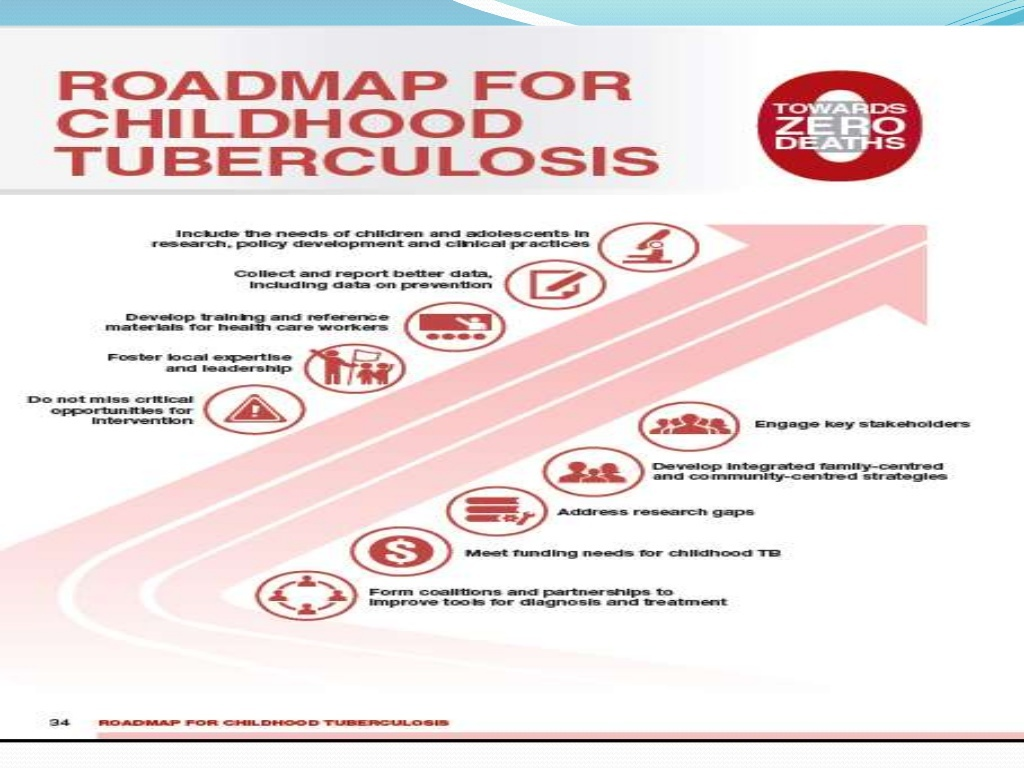 ROADMAP FOR
CHILDHOOD
TUBERCULOSIS
TOWARDS
ZERO
DEATHS
Include the needs of children and adolescents in
research, policy development and clinical practices
Collect and report better data,
including data on prevention
Develop training and reference
materials for health care workers
Foster local expertise
and leadership
Do not miss critical
opportunities for
intervention
Engage key stakeholders
Develop integrated family-centred
and community-centred strategies
Address research gaps
$
Meet funding needs for childhood TB
Form coalitions and partnerships to
improve tools for diagnosis and treatment
34 ROADMAP FOR CHILDHOOD TUBERCULOSIS